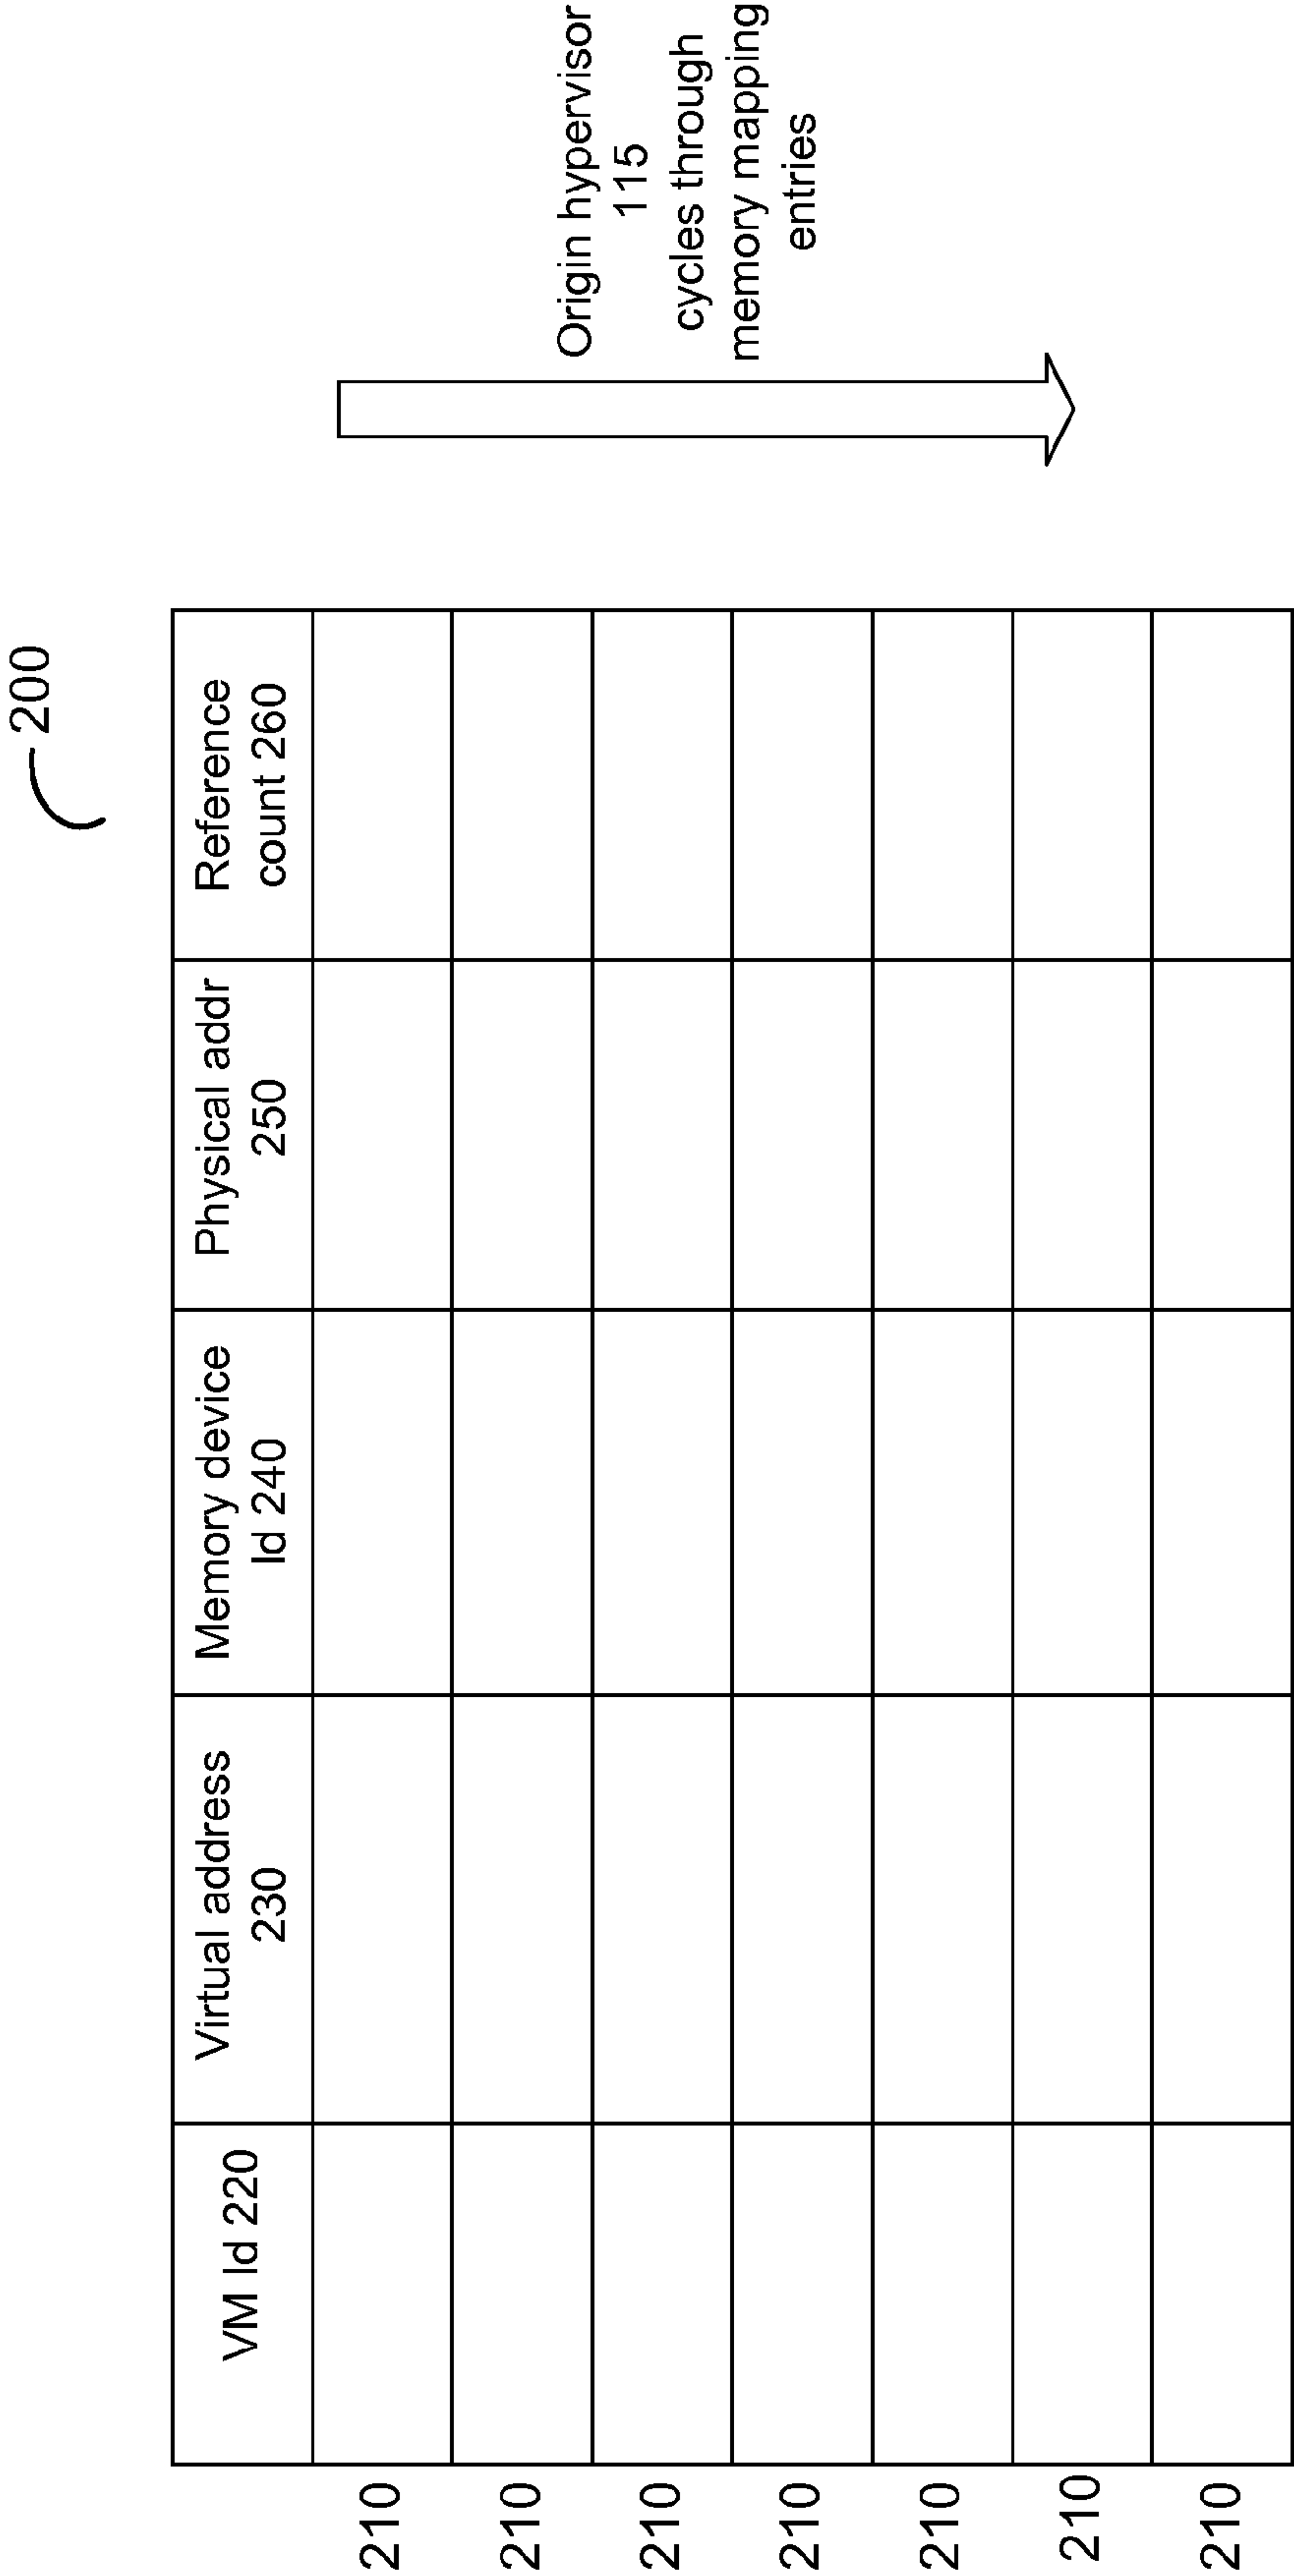 200
VM Id 220
Virtual address
230
Memory device
Id 240
Physical addr
250
Reference
count 260
210
210
210
210
210
210
210
Origin hypervisor
115
cycles through
memory mapping
entries